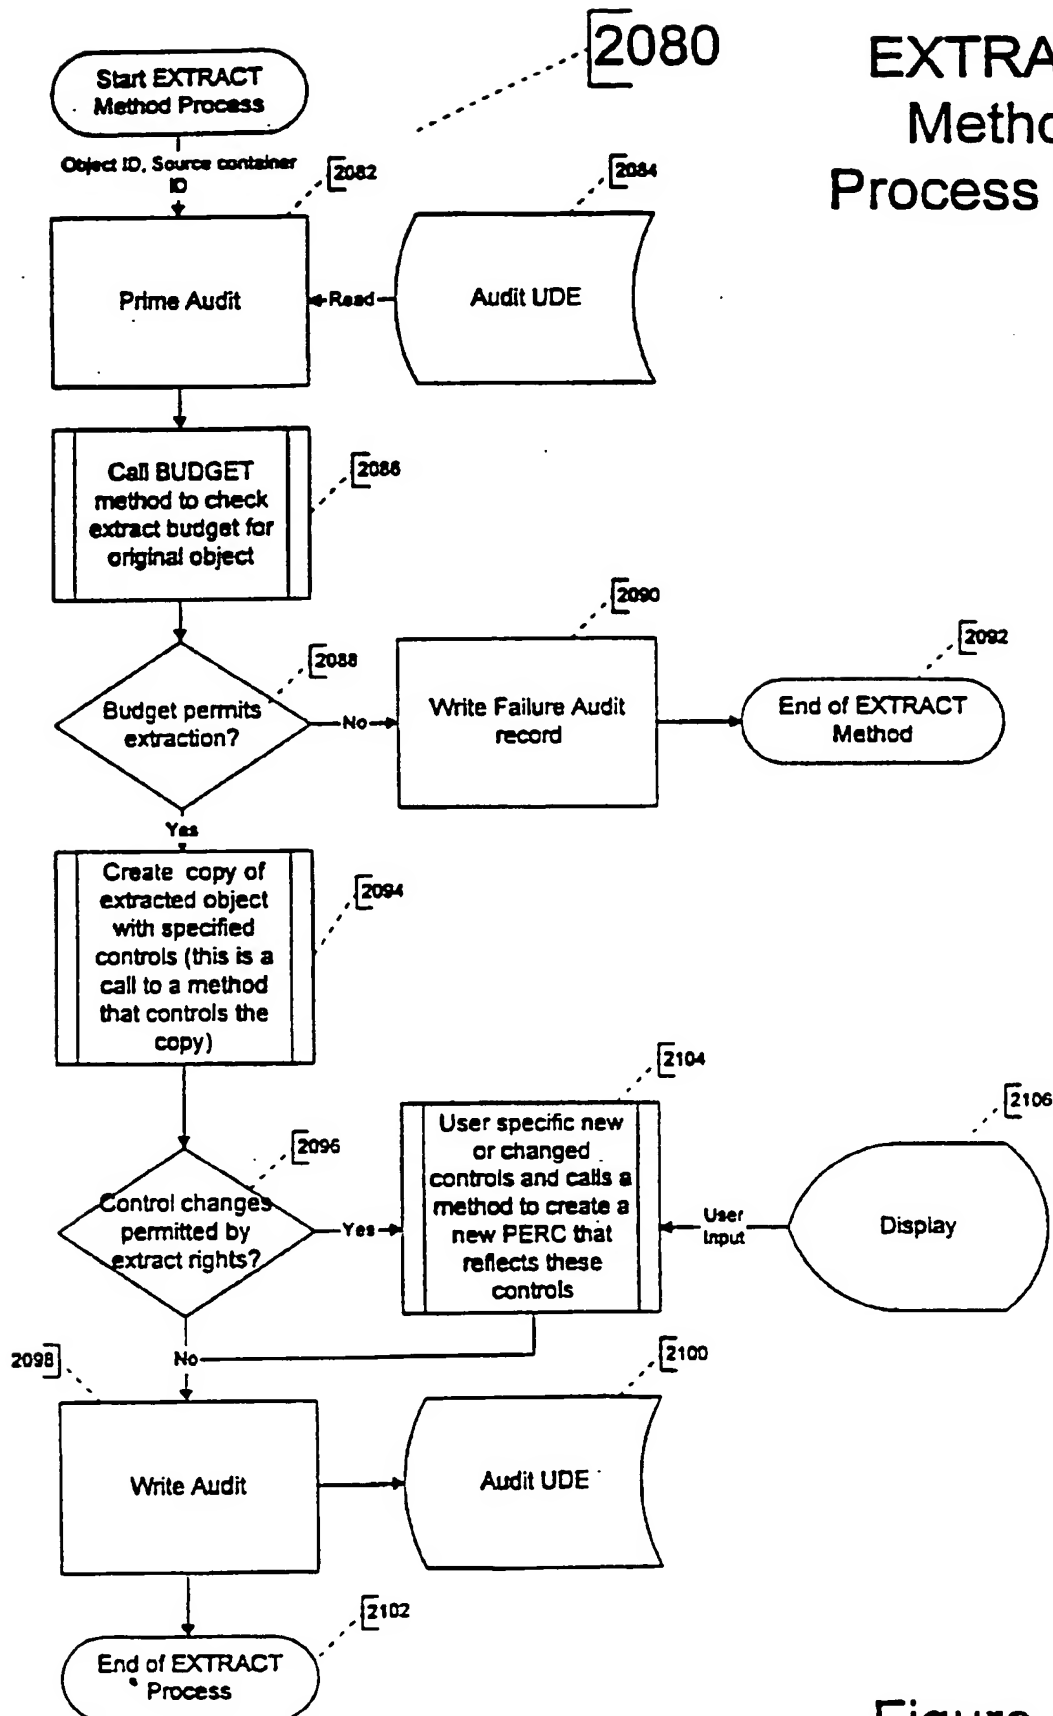 2080
EXTRA
Metho
Process
Start EXTRACT
Method Process
Object ID, Source container
ID
2082
2084
Prime Audit
Read
Audit UDE
Call BUDGET
method to check
extract budget for
original object
2086
2088
Budget permits
extraction?
No
2090
Write Failure Audit
record
2092
End of EXTRACT
Method
Yes
Create copy of
extracted object
with specified
controls (this is a
call to a method
that controls the
copy)
2094
2096
Control changes
permitted by
extract rights?
Yes
2104
User specific new
or changed
controls and calls a
method to create a
new PERC that
reflects these
controls
User
Input
2106
Display
No
2098
Write Audit
2100
Audit UDE
2102
End of EXTRACT
Process
Figure